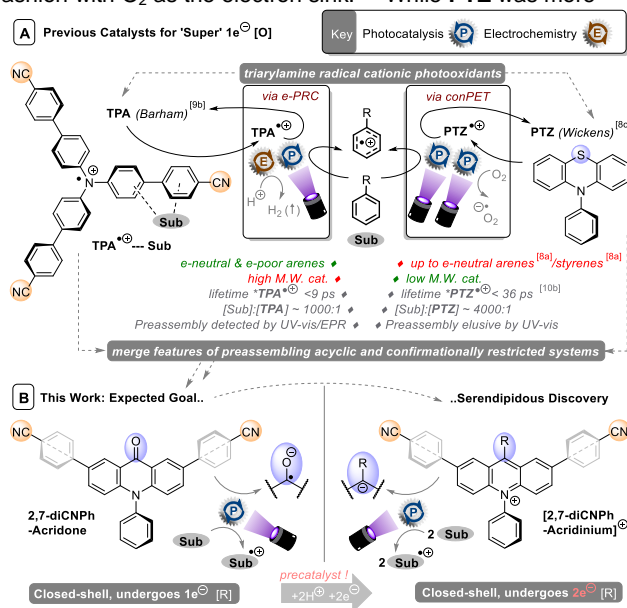 fashion with O2 as the electron sink. While PTZ was more
A Previous Catalysts for 'Super' 1e⊖ [O]
Key Photocatalysis P Electrochemistry E
triarylamine radical cationic photooxidants
NC
via e-PRC
via conPET
TPA (Barham) [9b]
TPA•⊕
R
•⊕
PTZ•⊕
PTZ (Wickens) [8c
E P
P P
S
N
N
•⊕
CN
H⊕
H2 (↑)
O2
⊖•O2
R
Sub
Sub
TPA•⊕--- Sub
NC
e-neutral & e-poor arenes ♦
♦ up to e-neutral arenes [8a]/styrenes [8a]
high M.W. cat. ♦
♦ low M.W. cat.
lifetime *TPA•⊕ <9 ps ♦
♦ lifetime *PTZ•⊕ < 36 ps [10b]
[Sub]:[TPA] ~ 1000:1 ♦
♦ [Sub]:[PTZ] ~ 4000:1
Preassembly detected by UV-vis/EPR ♦
♦ Preassembly elusive by UV-vis
merge features of preassembling acyclic and confirmationally restricted systems
B This Work: Expected Goal..
..Serendipidous Discovery
NC
O
CN
O⊖
•
R
⊖
NC
R
CN
N
N⊕
2,7-diCNPh
-Acridone
P
Sub
Sub•⊕
P
2 Sub
2 Sub•⊕
[2,7-diCNPh
-Acridinium]⊕
Closed-shell, undergoes 1e⊖ [R]
precatalyst !
+2H⊕ +2e⊖
Closed-shell, undergoes 2e⊖ [R]